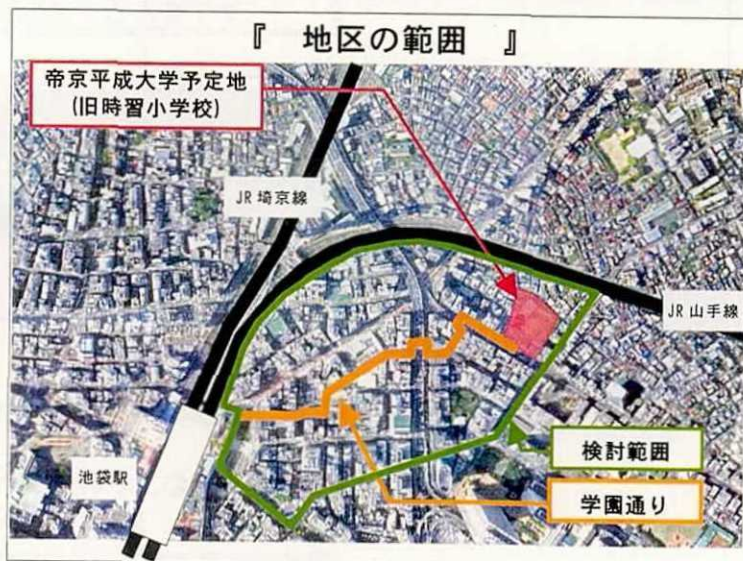 『 地区の範囲 』
帝京平成大学予定地
(旧時習小学校)
JR 埼京線
JR 山手線
検討範囲
池袋駅
学園通り